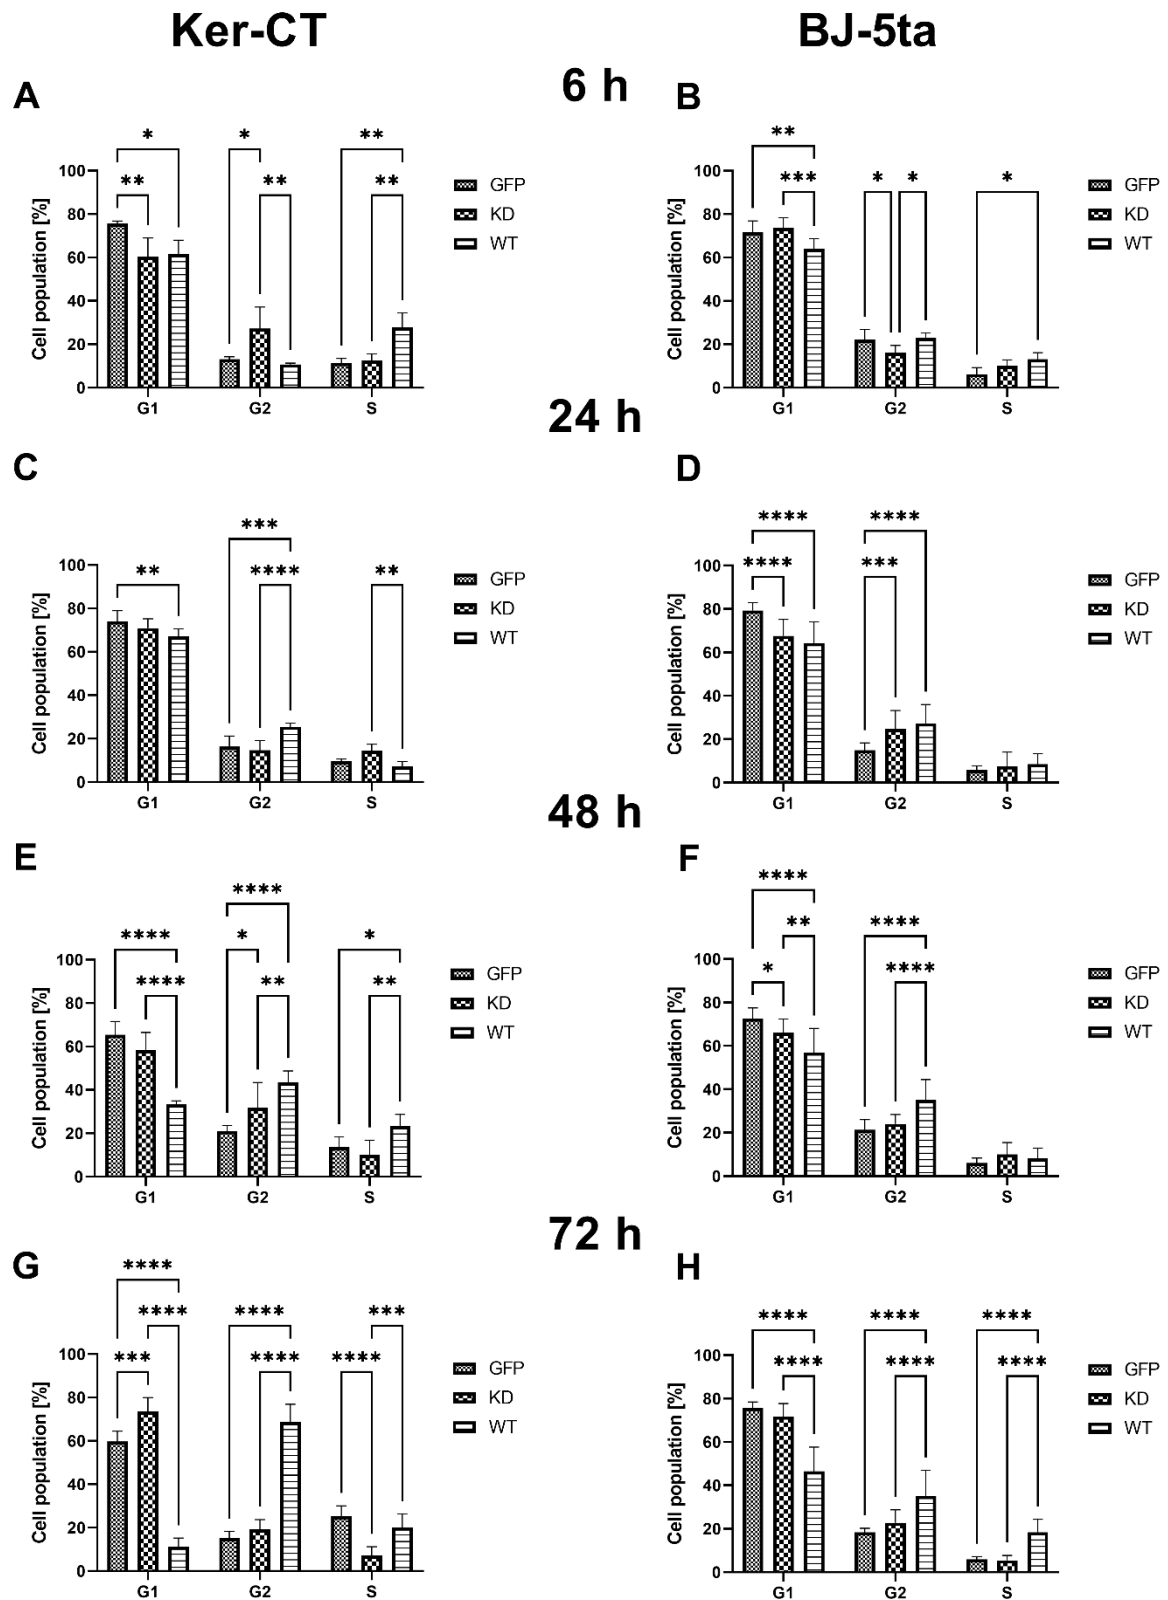 Ker-CT BJ-5ta
6 h
A B
* * ** ** ** **
** *** * * *
Cell population [%]
100
80
60
40
20
0
G1 G2 S
GFP
KD
WT
Cell population [%]
100
80
60
40
20
0
G1 G2 S
GFP
KD
WT
24 h
C D
*** ** **** **
**** **** **** ***
Cell population [%]
100
80
60
40
20
0
G1 G2 S
GFP
KD
WT
Cell population [%]
100
80
60
40
20
0
G1 G2 S
GFP
KD
WT
48 h
E F
**** **** * * **** ** **
**** ** **** * ****
Cell population [%]
100
80
60
40
20
0
G1 G2 S
GFP
KD
WT
Cell population [%]
100
80
60
40
20
0
G1 G2 S
GFP
KD
WT
72 h
G H
**** **** **** *** *** **** ****
**** **** **** **** **** ****
Cell population [%]
100
80
60
40
20
0
G1 G2 S
GFP
KD
WT
Cell population [%]
100
80
60
40
20
0
G1 G2 S
GFP
KD
WT